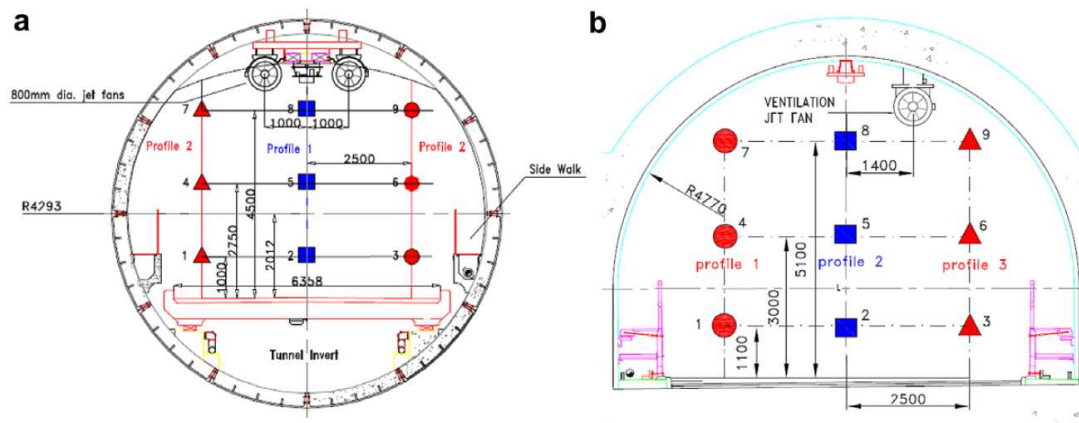 a
800mm dia. jet fans
7
8
9
1000
1000
Profile 2
Profile 1
Profile 2
2500
4
5
6
Side Walk
R4293
4500
2750
2012
1000
1
2
3
6358
Tunnel Invert
b
VENTILATION
JET FAN
7
8
9
1400
R4770
4
5
6
5100
profile 1
profile 2
profile 3
3000
L
1
2
3
1100
2500